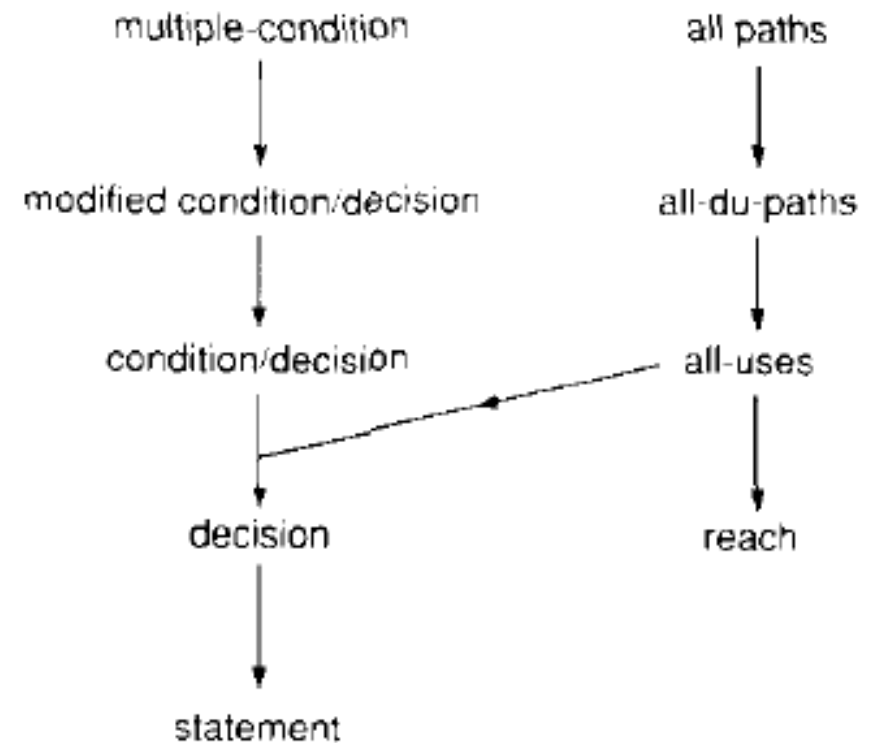 multiple-condition
all paths
modified condition/decision
all-du-paths
condition/decision
all-uses
decision
reach
statement